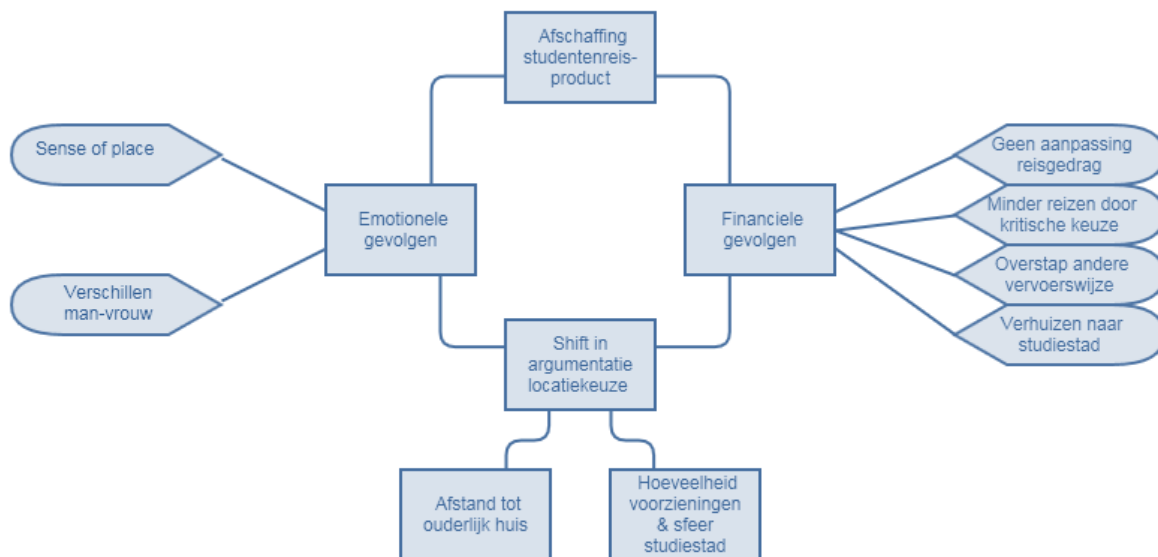 Afschaffing
studentenreis-
product
Sense of place
Verschillen
man-vrouw
Emotionele
gevolgen
Financiele
gevolgen
Geen aanpassing
reisgedrag
Minder reizen door
kritische keuze
Overstap andere
vervoerswijze
Verhuizen naar
studiestad
Shift in
argumentatie
locatiekeuze
Afstand tot
ouderlijk huis
Hoeveelheid
voorzieningen
& sfeer
studiestad